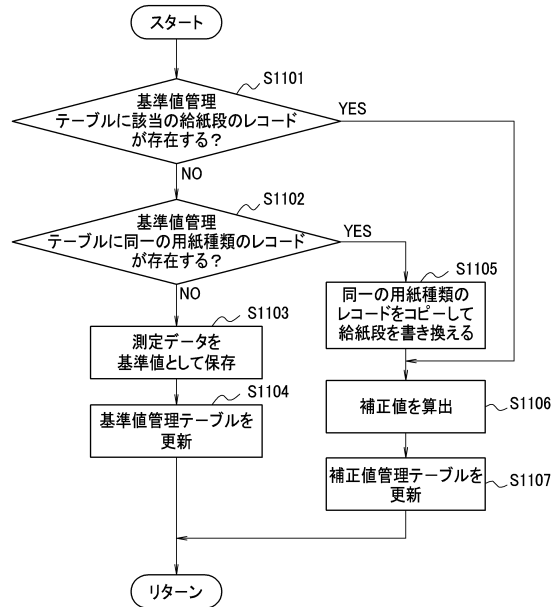 スタート
S1101
基準値管理
テーブルに該当の給紙段のレコード
が存在する?
YES
NO
S1102
基準値管理
テーブルに同一の用紙種類のレコード
が存在する?
YES
NO
S1105
同一の用紙種類の
レコードをコピーして
給紙段を書き換える
S1103
測定データを
基準値として保存
S1104
基準値管理テーブルを
更新
S1106
補正値を算出
S1107
補正値管理テーブルを
更新
リターン